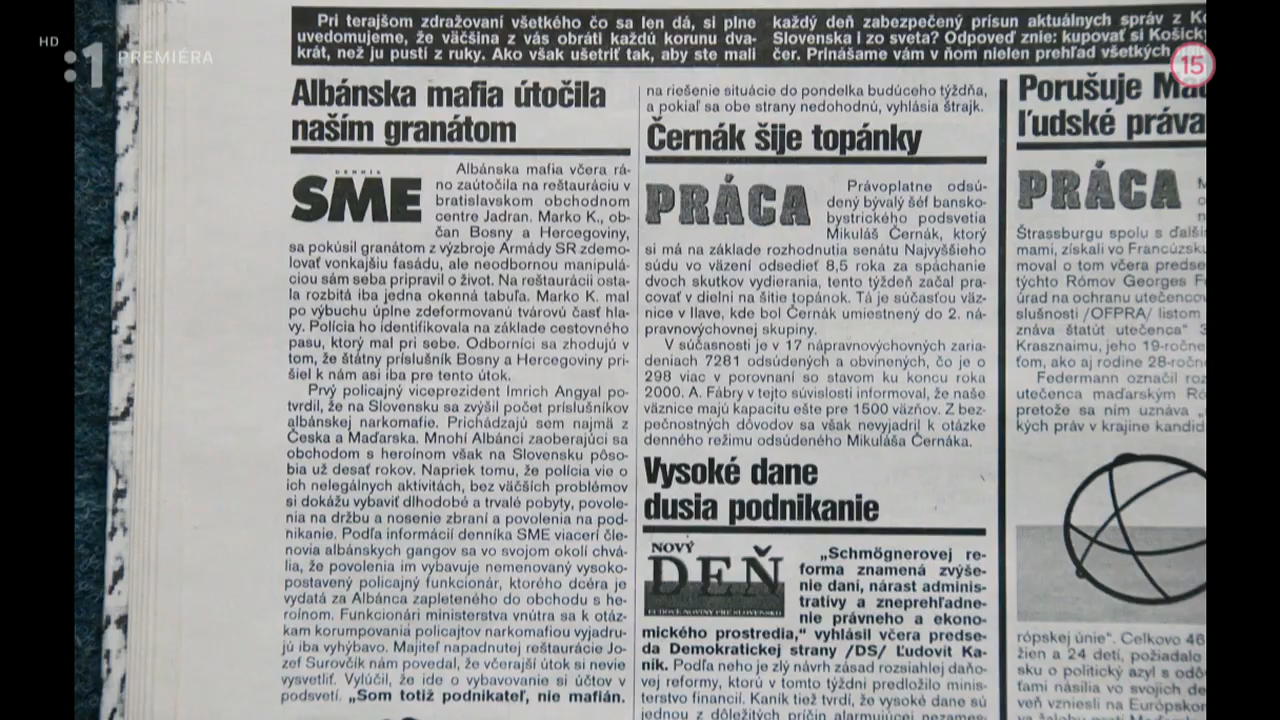 HD
:1 PREMIÉRA
15
Pri terajšom zdražovaní všetkého čo sa len dá, si plne
uvedomujeme, že väčšina z vás obráti každú korunu dva-
krát, než ju pustí z ruky. Ako však ušetriť tak, aby ste mali
každý deň zabezpečený prísun aktuálnych správ z
Slovenska i zo sveta? Odpoveď znie: kupovať si Košický
čer. Prinášame vám v ňom nielen prehľad všetkých
Albánska mafia útočila
naším granátom
DENNÍK
SME
Albánska mafia včera rá-
no zaútočila na reštauráciu v
bratislavskom obchodnom
centre Jadran. Marko K., ob-
čan Bosny a Hercegoviny,
sa pokúsil granátom z výzbroje Armády SR zdemo-
lovať vonkajšiu fasádu, ale neodbornou manipulá-
ciou sám seba pripravil o život. Na reštaurácii osta-
la rozbitá iba jedna okenná tabuľa. Marko K. mal
po výbuchu úplne zdeformovanú tvárovú časť hla-
vy. Polícia ho identifikovala na základe cestovného
pasu, ktorý mal pri sebe. Odborníci sa zhodujú v
tom, že štátny príslušník Bosny a Hercegoviny pri-
šiel k nám asi iba pre tento útok.
Prvý policajný viceprezident Imrich Angyal po-
tvrdil, že na Slovensku sa zvýšil počet príslušníkov
albánskej narkomafie. Prichádzajú sem najmä z
Česka a Maďarska. Mnohí Albánci zaoberajúci sa
obchodom s heroínom však na Slovensku pôso-
bia už desať rokov. Napriek tomu, že polícia vie o
ich nelegálnych aktivitách, bez väčších problémov
si dokážu vybaviť dlhodobé a trvalé pobyty, povole-
nia na držbu a nosenie zbraní a povolenia na pod-
nikanie. Podľa informácií denníka SME viacerí čle-
novia albánskych gangov sa vo svojom okolí chvá-
lia, že povolenia im vybavuje nemenovaný vysoko-
postavený policajný funkcionár, ktorého dcéra je
vydatá za Albánca zapleteného do obchodu s he-
roínom. Funkcionári ministerstva vnútra sa k otáz-
kam korumpovania policajtov narkomafiou vyjadru-
jú iba vyhýbavo. Majiteľ napadnutej reštaurácie Jo-
zef Surovčík nám povedal, že včerajší útok si nevie
vysvetliť. Vylúčil, že ide o vybavovanie si účtov v
podsvetí. „Som totiž podnikateľ, nie mafián.
na riešenie situácie do pondelka budúceho týždňa,
a pokiaľ sa obe strany nedohodnú, vyhlásia štrajk.
Černák šije topánky
PRÁCA
Právoplatne odsú-
dený bývalý šéf bansko-
bystrického podsvetia
Mikuláš Černák, ktorý
si má na základe rozhodnutia senátu Najvyššieho
súdu vo väzení odsedieť 8,5 roka za spáchanie
dvoch skutkov vydierania, tento týždeň začal pra-
covať v dielni na šitie topánok. Tá je súčasťou väz-
nice v Ilave, kde bol Černák umiestnený do 2. ná-
pravnovýchovnej skupiny.
V súčasnosti je v 17 nápravnovýchovných zaria-
deniach 7281 odsúdených a obvinených, čo je o
298 viac v porovnaní so stavom ku koncu roka
2000. A. Fábry v tejto súvislosti informoval, že naše
väznice majú kapacitu ešte pre 1500 väzňov. Z bez-
pečnostných dôvodov sa však nevyjadril k otázke
denného režimu odsúdeného Mikuláša Černáka.
Vysoké dane
dusia podnikanie
NOVÝ
DEŇ
ĽUDOVÉ NOVINY PRE SLOVENSKO
„Schmögnerovej re-
forma znamená zvýše-
nie daní, nárast adminis-
tratívy a zneprehľadne-
nie právneho a ekono-
mického prostredia,“ vyhlásil včera predse-
da Demokratickej strany /DS/ Ľudovít Ka-
ník. Podľa neho je zlý návrh zásad rozsiahlej daňo-
vej reformy, ktorú v tomto týždni predložilo minis-
terstvo financií. Kaník tiež tvrdí, že vysoké dane sú
jednou z dôležitých príčin alarmujúcej nezames-
Porušuje
ľudské práva
PRÁCA
Štrassburgu spolu s ďalší
mami, získali vo Francúzsku
moval o tom včera predse
týchto Rómov Georges F
úrad na ochranu utečencov
slušnosti /OFPRA/ listom
znáva štatút utečenca“
Krasznaimu, jeho 19-ročne
ťom, ako aj rodine 28-ročn
Federmann označil roz
utečenca maďarským Ró
pretože sa ním uznáva
kých práv v krajine kandid
rópskej únie“. Celkovo 46
žien a 24 detí, požiadalo
sku o politický azyl s odô
ťami násilia vo svojich de
veň vzniesli na Európskom